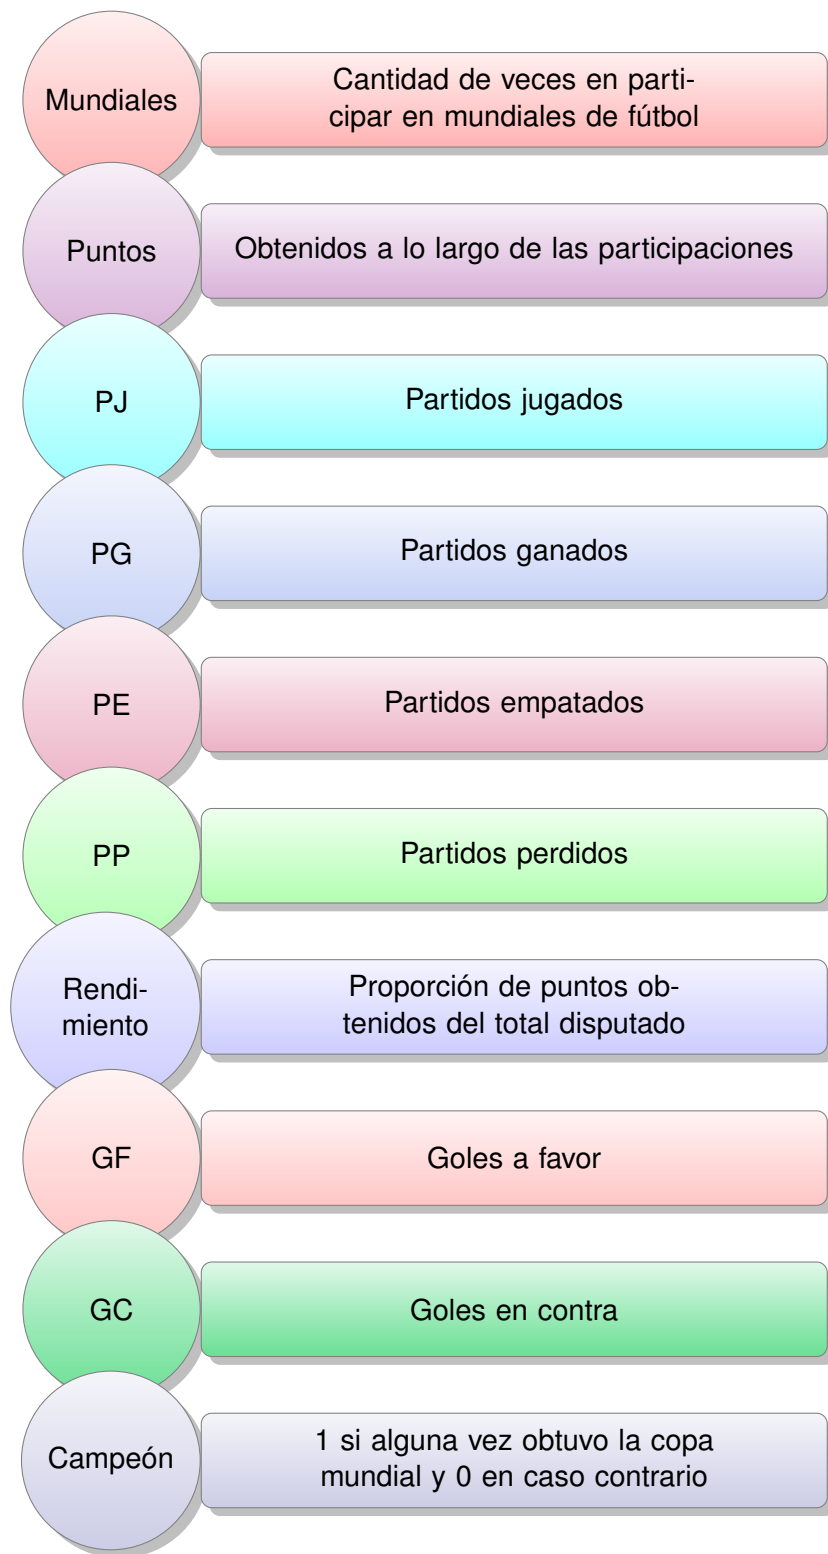 Mundiales
Cantidad de veces en parti-
cipar en mundiales de fútbol
Puntos
Obtenidos a lo largo de las participaciones
PJ
Partidos jugados
PG
Partidos ganados
PE
Partidos empatados
PP
Partidos perdidos
Rendi-
miento
Proporción de puntos ob-
tenidos del total disputado
GF
Goles a favor
GC
Goles en contra
Campeón
1 si alguna vez obtuvo la copa
mundial y 0 en caso contrario